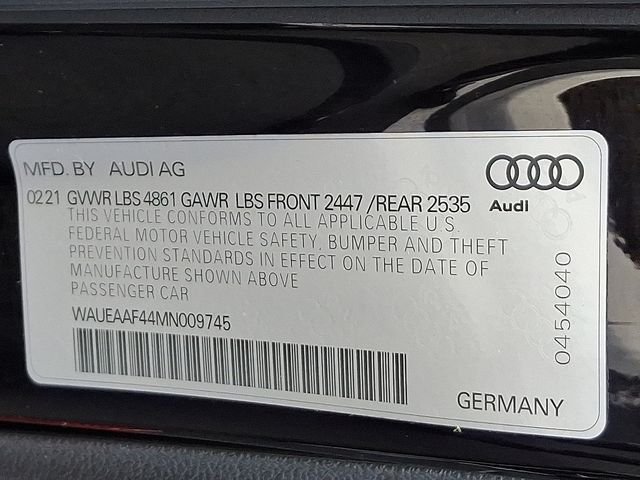 MFD. BY AUDI AG
0221 GVWR LBS 4861 GAWR LBS FRONT 2447 /REAR 2535
Audi
THIS VEHICLE CONFORMS TO ALL APPLICABLE U.S.
FEDERAL MOTOR VEHICLE SAFETY, BUMPER AND THEFT
PREVENTION STANDARDS IN EFFECT ON THE DATE OF
MANUFACTURE SHOWN ABOVE
PASSENGER CAR
WAUEAAF44MN009745
0454040
GERMANY